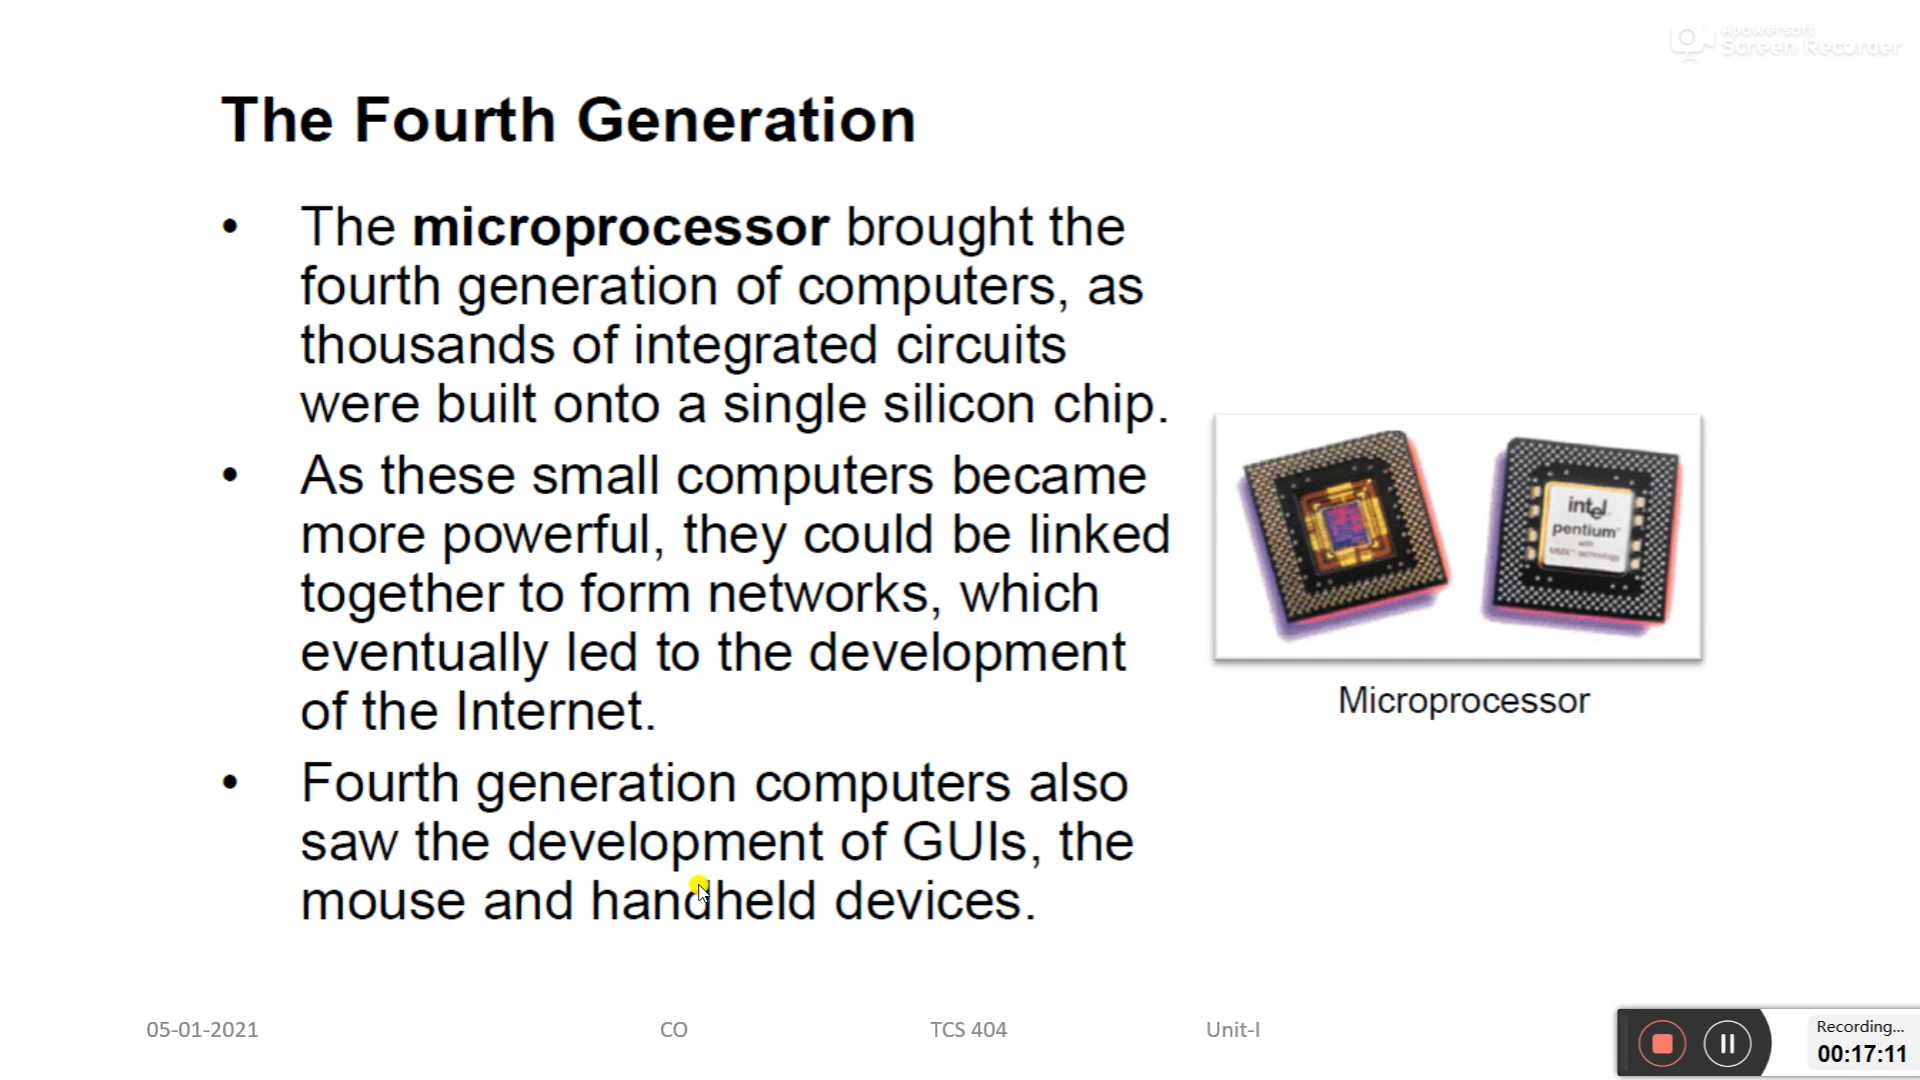 Apowersoft
Screen Recorder
The Fourth Generation
• The microprocessor brought the
fourth generation of computers, as
thousands of integrated circuits
were built onto a single silicon chip.
• As these small computers became
more powerful, they could be linked
together to form networks, which
eventually led to the development
of the Internet.
• Fourth generation computers also
saw the development of GUIs, the
mouse and handheld devices.
intel
pentium
with
MMX™ technology
Microprocessor
05-01-2021
CO
TCS 404
Unit-I
Recording...
00:17:11